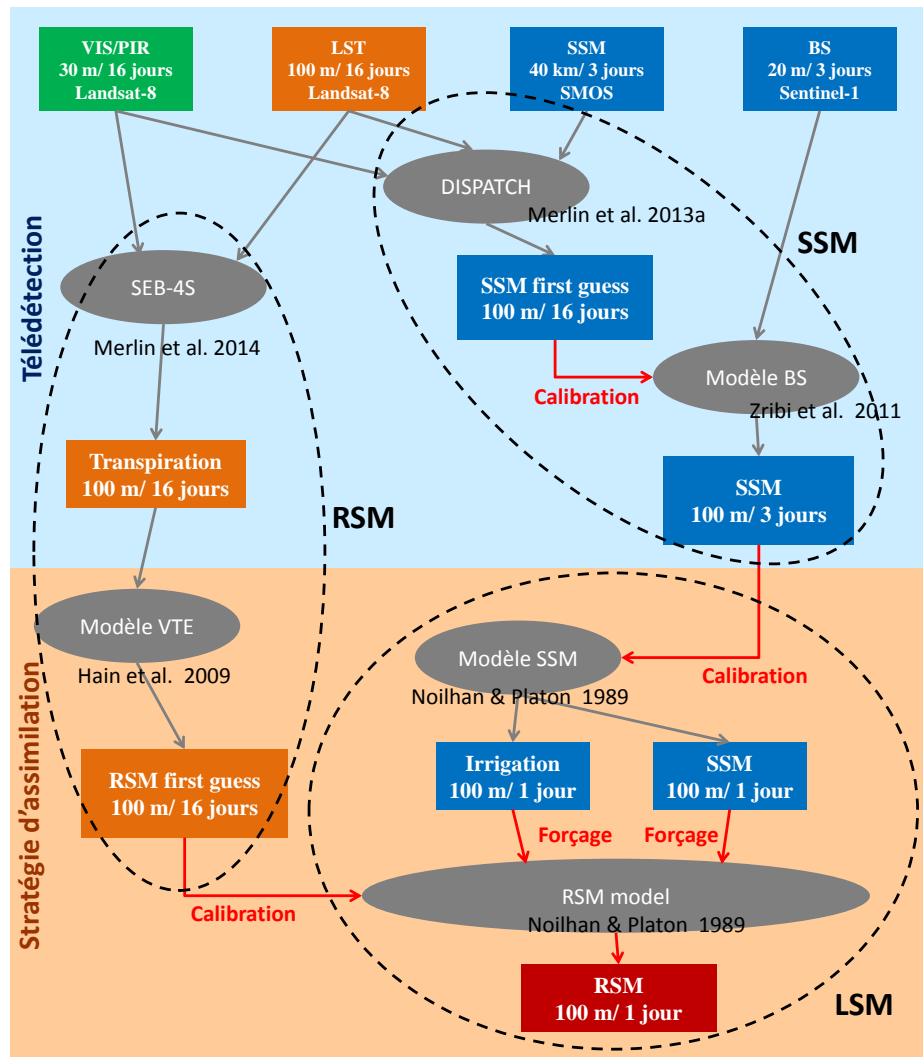 VIS/PIR
30 m/ 16 jours
Landsat-8
LST
100 m/ 16 jours
Landsat-8
SSM
40 km/ 3 jours
SMOS
BS
20 m/ 3 jours
Sentinel-1
DISPATCH
Merlin et al. 2013a
SSM
Télédétection
SEB-4S
Merlin et al. 2014
SSM first guess
100 m/ 16 jours
Calibration
Modèle BS
Zribi et al. 2011
Transpiration
100 m/ 16 jours
RSM
SSM
100 m/ 3 jours
Stratégie d'assimilation
Modèle VTE
Hain et al. 2009
Modèle SSM
Noilhan & Platon 1989
Calibration
RSM first guess
100 m/ 16 jours
Irrigation
100 m/ 1 jour
SSM
100 m/ 1 jour
Forçage
Forçage
Calibration
RSM model
Noilhan & Platon 1989
RSM
100 m/ 1 jour
LSM